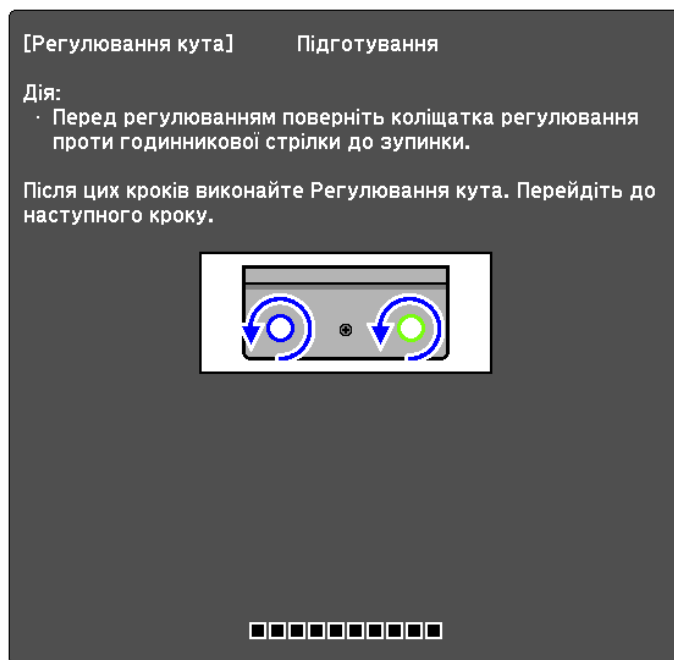 [Регулювання кута] Підготування
Дія:
· Перед регулюванням поверніть коліщатка регулювання
проти годинникової стрілки до зупинки.
Після цих кроків виконайте Регулювання кута. Перейдіть до
наступного кроку.